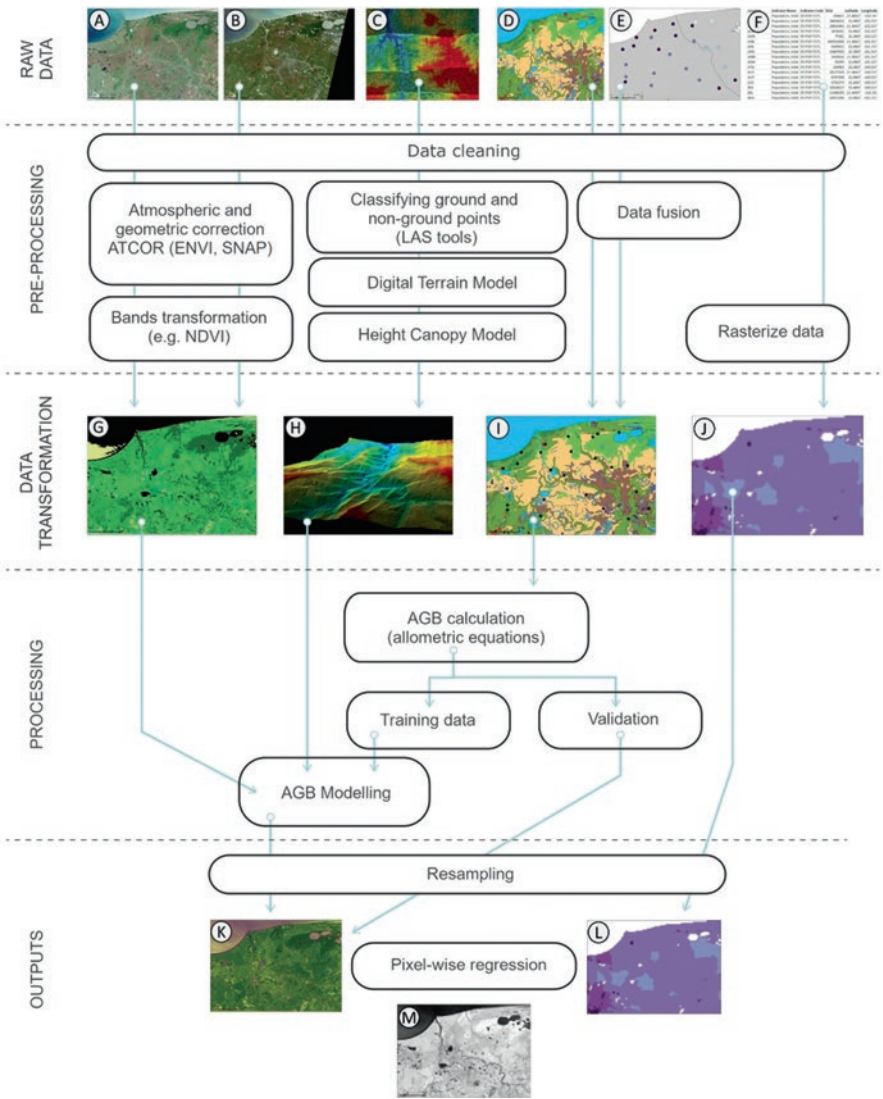 RAW
DATA
A
B
C
D
E
F
PRE-PROCESSING
Data cleaning
Atmospheric and
geometric correction
ATCOR (ENVI, SNAP)
Classifying ground and
non-ground points
(LAS tools)
Data fusion
Digital Terrain Model
Bands transformation
(e.g. NDVI)
Height Canopy Model
Rasterize data
DATA
TRANSFORMATION
G
H
I
J
PROCESSING
AGB calculation
(allometric equations)
Training data
Validation
AGB Modelling
OUTPUTS
Resampling
K
L
Pixel-wise regression
M